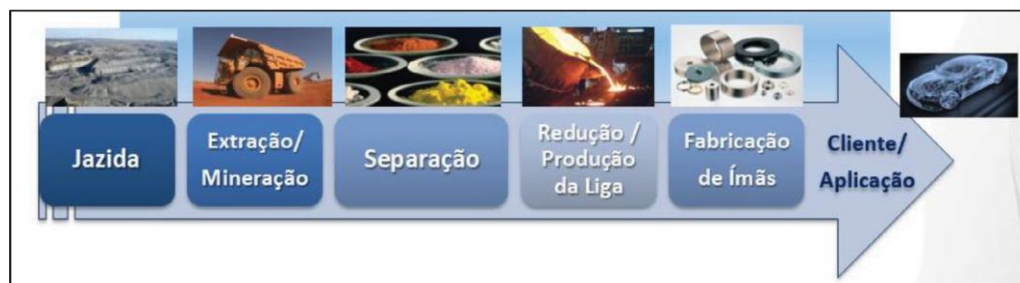 Jazida
Extração/
Mineração
Separação
Redução /
Produção
da Liga
Fabricação
de Ímãs
Cliente/
Aplicação